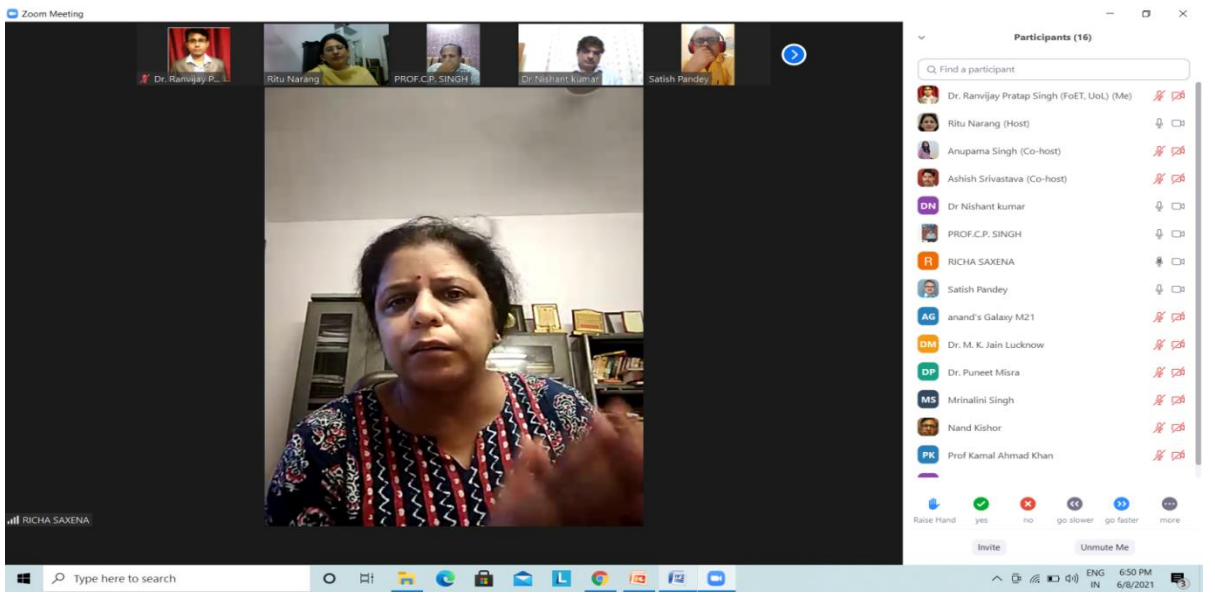 Zoom Meeting
Dr. Ranvijay P...
Ritu Narang
PROF.C.P. SINGH
Dr Nishant kumar
Satish Pandey
RICHA SAXENA
Participants (16)
Find a participant
Dr. Ranvijay Pratap Singh (FoET, UoL) (Me)
Ritu Narang (Host)
Anupama Singh (Co-host)
Ashish Srivastava (Co-host)
DN Dr Nishant kumar
PROF.C.P. SINGH
R RICHA SAXENA
Satish Pandey
AG anand's Galaxy M21
DM Dr. M. K. Jain Lucknow
DP Dr. Puneet Misra
MS Mrinalini Singh
Nand Kishor
PK Prof Kamal Ahmad Khan
Raise Hand yes no go slower go faster more
Invite Unmute Me
Type here to search
L
ENG 6:50 PM
IN 6/8/2021
3